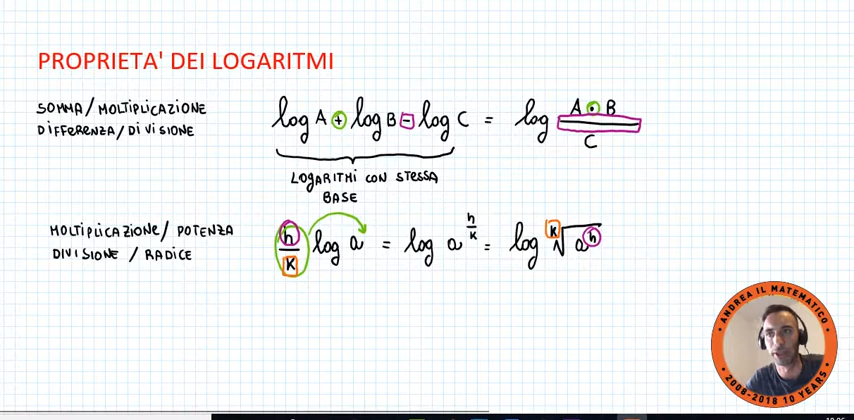 PROPRIETA' DEI LOGARITMI
SOMMA/MOLTIPLICAZIONE
DIFFERENZA/DIVISIONE
log A + log B - log C = log A • B / C
LOGARITMI CON STESSA
BASE
MOLTIPLICAZIONE/POTENZA
DIVISIONE / RADICE
h/k log a = log a^(h/k) = log ᵏ√a^h
ANDREA IL MATEMATICO
2008-2018 10 YEARS